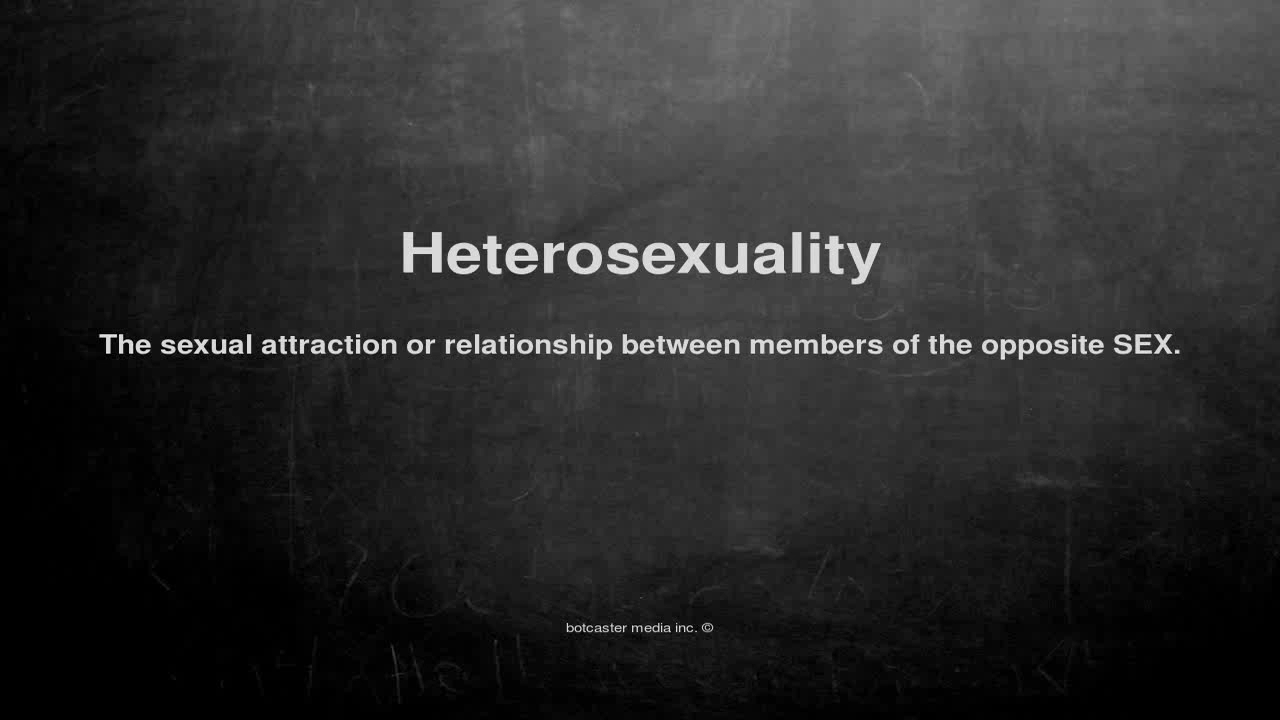 Heterosexuality
The sexual attraction or relationship between members of the opposite SEX.
botcaster media inc. ©